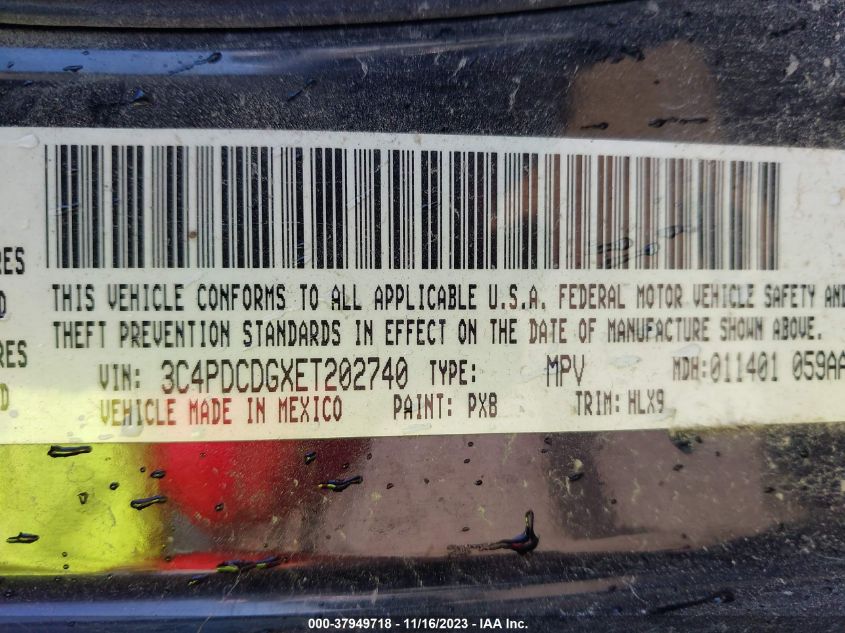 THIS VEHICLE CONFORMS TO ALL APPLICABLE U.S.A. FEDERAL MOTOR VEHICLE SAFETY AND
RES
THEFT PREVENTION STANDARDS IN EFFECT ON THE DATE OF MANUFACTURE SHOWN ABOVE.
D
RES
VIN: 3C4PDCDGXET202740 TYPE: MPV MDH:011401 059AA
D
VEHICLE MADE IN MEXICO PAINT: PX8 TRIM: HLX9
000-37949718 - 11/16/2023 - IAA Inc.